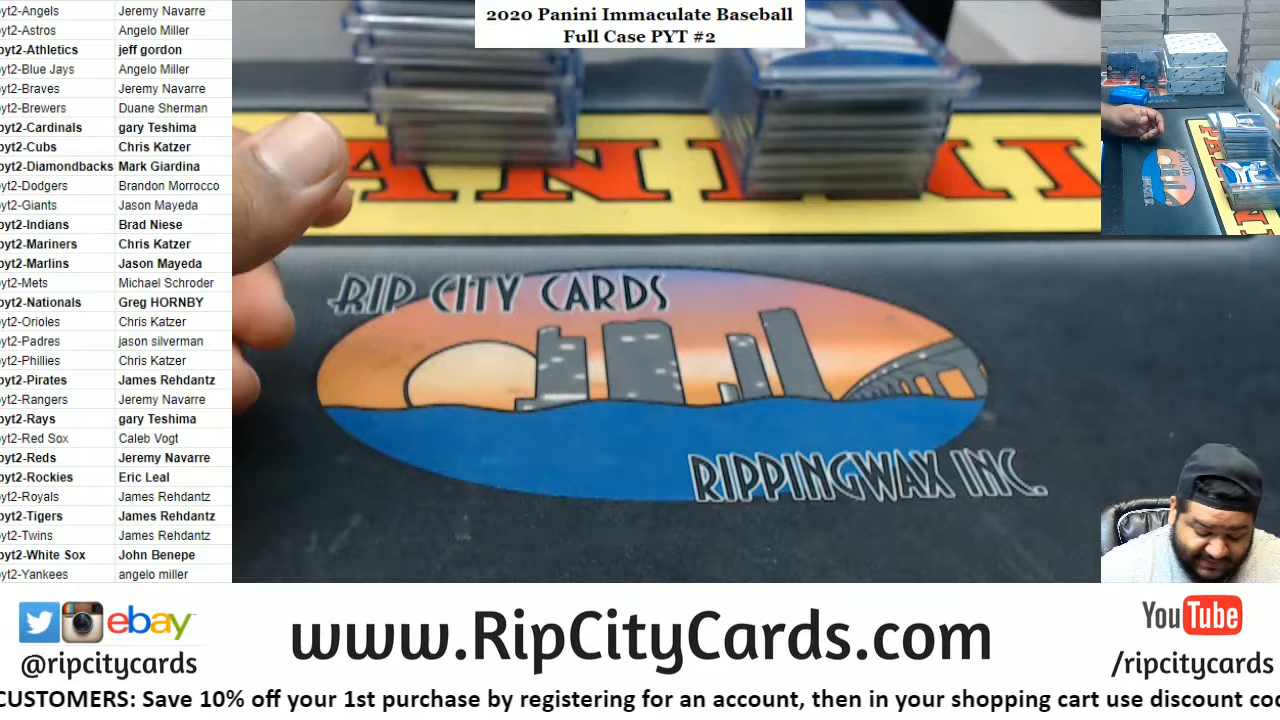 2020 Panini Immaculate Baseball
Full Case PYT #2
pyt2-Angels Jeremy Navarre
pyt2-Astros Angelo Miller
pyt2-Athletics jeff gordon
pyt2-Blue Jays Angelo Miller
pyt2-Braves Jeremy Navarre
pyt2-Brewers Duane Sherman
pyt2-Cardinals gary Teshima
pyt2-Cubs Chris Katzer
pyt2-Diamondbacks Mark Giardina
pyt2-Dodgers Brandon Morrocco
pyt2-Giants Jason Mayeda
pyt2-Indians Brad Niese
pyt2-Mariners Chris Katzer
pyt2-Marlins Jason Mayeda
pyt2-Mets Michael Schroder
pyt2-Nationals Greg HORNBY
pyt2-Orioles Chris Katzer
pyt2-Padres jason silverman
pyt2-Phillies Chris Katzer
pyt2-Pirates James Rehdantz
pyt2-Rangers Jeremy Navarre
pyt2-Rays gary Teshima
pyt2-Red Sox Caleb Vogt
pyt2-Reds Jeremy Navarre
pyt2-Rockies Eric Leal
pyt2-Royals James Rehdantz
pyt2-Tigers James Rehdantz
pyt2-Twins James Rehdantz
pyt2-White Sox John Benepe
pyt2-Yankees angelo miller
PANINI
RIP CITY CARDS
RIPPINGWAX INC.
ebay
@ripcitycards
www.RipCityCards.com
YouTube
/ripcitycards
CUSTOMERS: Save 10% off your 1st purchase by registering for an account, then in your shopping cart use discount cod